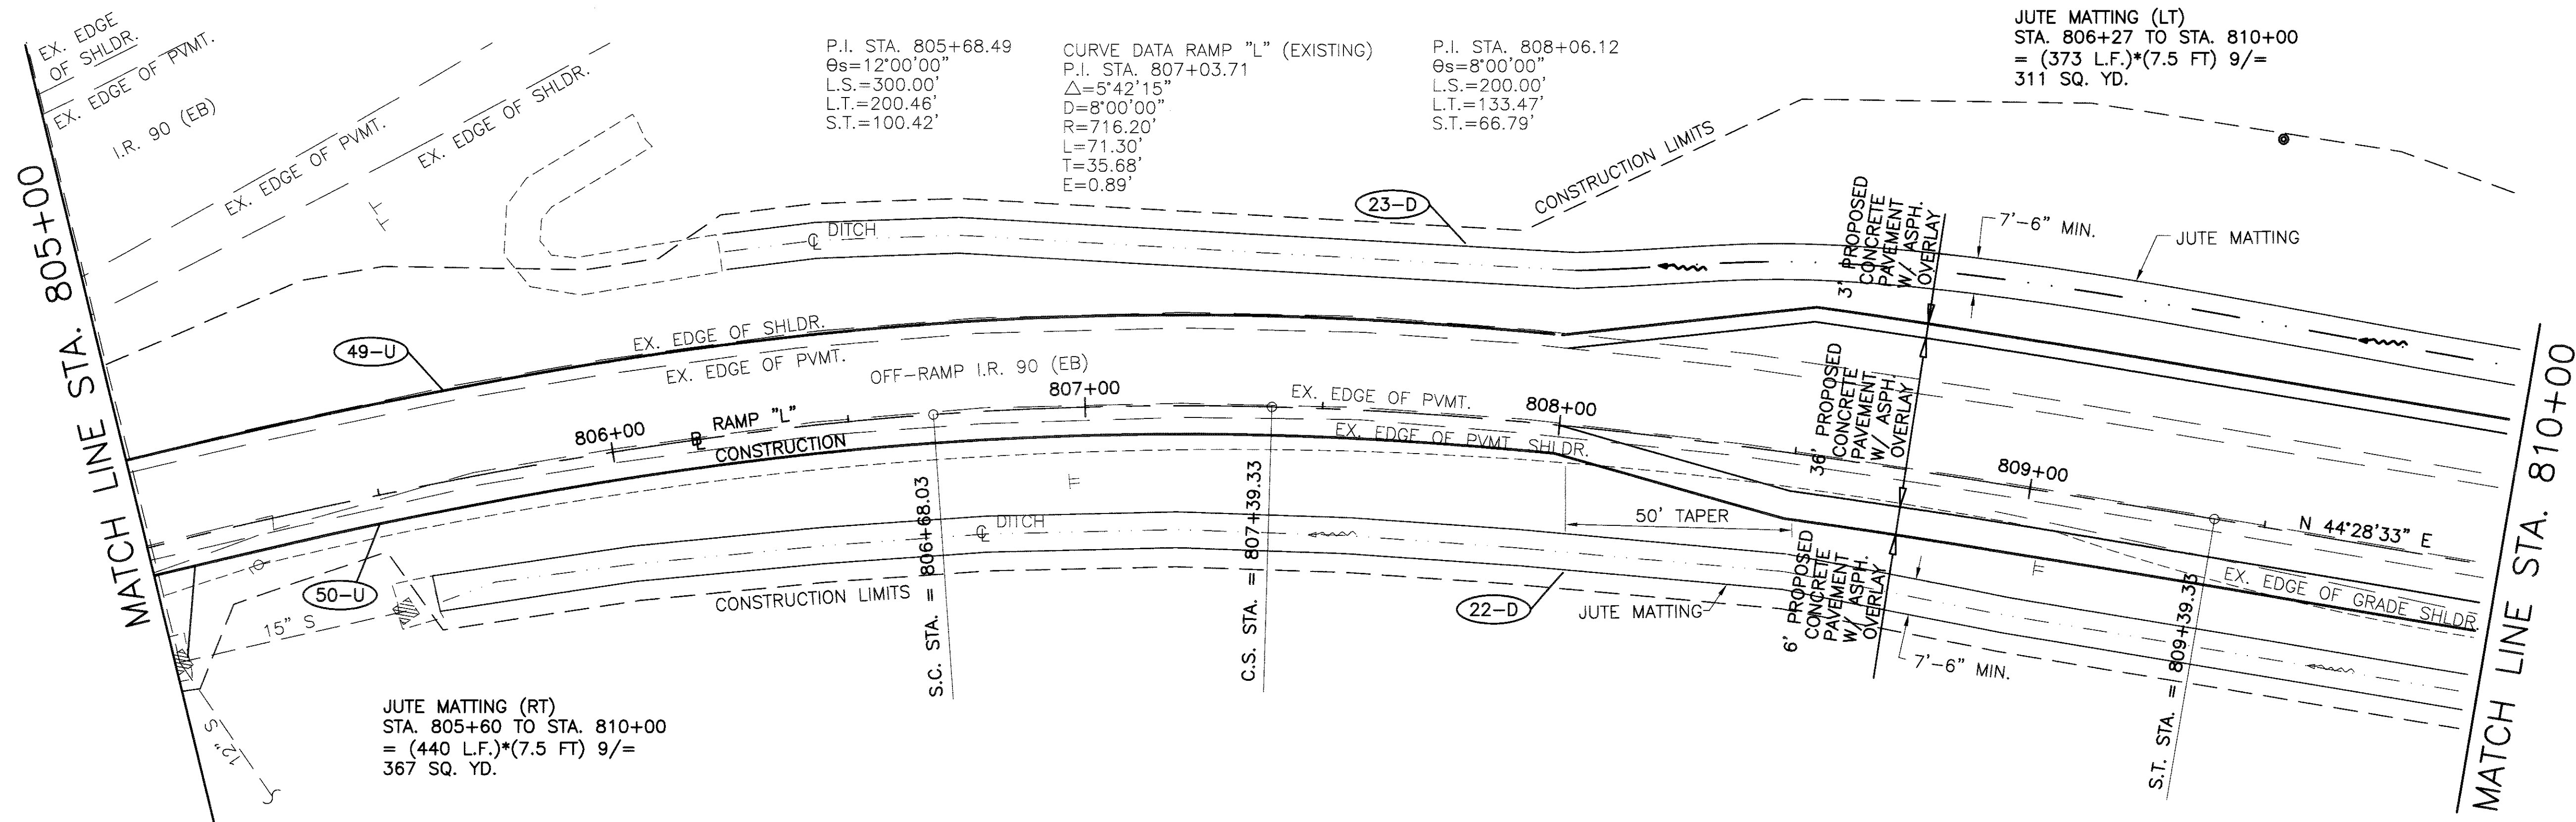 EX. EDGE
OF SHLDR.
EX. EDGE OF PVMT.
I.R. 90 (EB)
EX. EDGE OF PVMT.
EX. EDGE OF SHLDR.
P.I. STA. 805+68.49
θs=12°00'00"
L.S.=300.00'
L.T.=200.46'
S.T.=100.42'
CURVE DATA RAMP "L" (EXISTING)
P.I. STA. 807+03.71
△=5°42'15"
D=8°00'00"
R=716.20'
L=71.30'
T=35.68'
E=0.89'
P.I. STA. 808+06.12
θs=8°00'00"
L.S.=200.00'
L.T.=133.47'
S.T.=66.79'
JUTE MATTING (LT)
STA. 806+27 TO STA. 810+00
= (373 L.F.)*(7.5 FT) 9/=
311 SQ. YD.
CONSTRUCTION LIMITS
MATCH LINE STA. 805+00
23-D
℄ DITCH
3' PROPOSED
CONCRETE
PAVEMENT
W/ ASPH.
OVERLAY
7'-6" MIN.
JUTE MATTING
49-U
EX. EDGE OF SHLDR.
EX. EDGE OF PVMT.
OFF-RAMP I.R. 90 (EB)
806+00
RAMP "L"
CONSTRUCTION
807+00
EX. EDGE OF PVMT.
808+00
EX. EDGE OF PVMT SHLDR.
36' PROPOSED
CONCRETE
PAVEMENT
W/ ASPH.
OVERLAY
809+00
N 44°28'33" E
50-U
15" S
12" S
℄ DITCH
CONSTRUCTION LIMITS
S.C. STA. = 806+68.03
C.S. STA. = 807+39.33
50' TAPER
22-D
JUTE MATTING
6' PROPOSED
CONCRETE
PAVEMENT
W/ ASPH.
OVERLAY
7'-6" MIN.
EX. EDGE OF GRADE SHLDR.
S.T. STA. = 809+39.33
MATCH LINE STA. 810+00
JUTE MATTING (RT)
STA. 805+60 TO STA. 810+00
= (440 L.F.)*(7.5 FT) 9/=
367 SQ. YD.